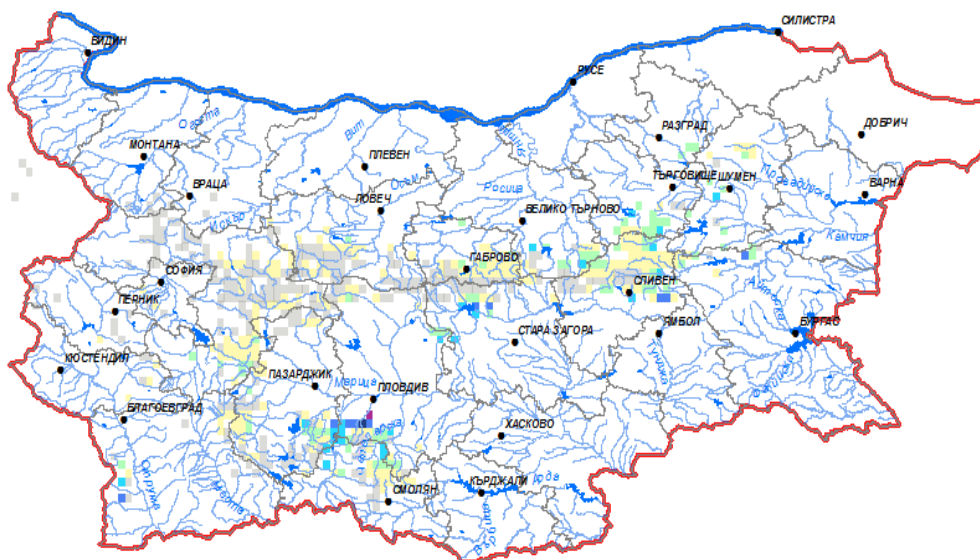 СИЛИСТРА
ВИДИН
РУСЕ
Огоста
Вит
РАЗГРАД
ДОБРИЧ
МОНТАНА
ПЛЕВЕН
ТЪРГОВИЩЕ
ШУМЕН
ВРАЦА
Осъм
ВАРНА
ЛОВЕЧ
Росица
Искър
ВЕЛИКО ТЪРНОВО
Камчия
СОФИЯ
ГАБРОВО
СЛИВЕН
ПЕРНИК
СТАРА ЗАГОРА
ЯМБОЛ
БУРГАС
Тунджа
КЮСТЕНДИЛ
ПАЗАРДЖИК
Марица
ПЛОВДИВ
БЛАГОЕВГРАД
ХАСКОВО
Струма
Места
СМОЛЯН
КЪРДЖАЛИ